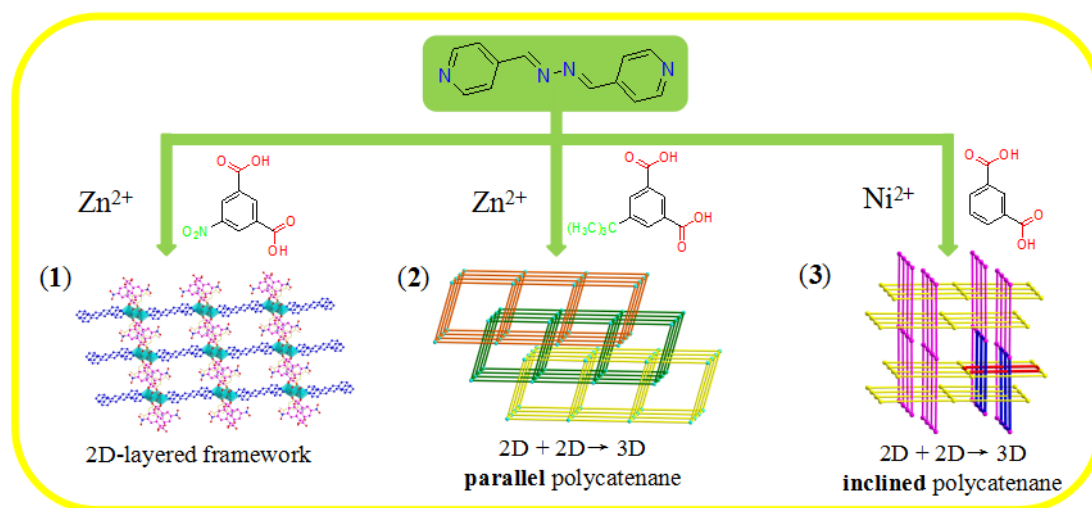 N
N
N
N
Zn²⁺
O
OH
O₂N
O
OH
Zn²⁺
O
OH
(H₃C)₃C
OH
O
Ni²⁺
O
OH
O
OH
(1)
(2)
(3)
2D-layered framework
2D + 2D→ 3D
parallel polycatenane
2D + 2D→ 3D
inclined polycatenane